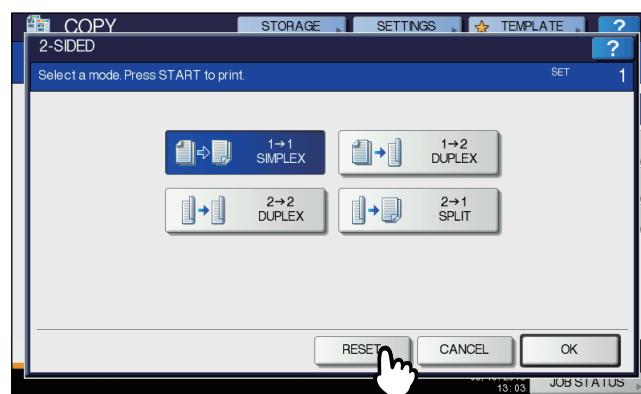 COPY STORAGE SETTINGS TEMPLATE ?
2-SIDED ?
Select a mode. Press START to print. SET 1
1→1 SIMPLEX
1→2 DUPLEX
2→2 DUPLEX
2→1 SPLIT
RESET CANCEL OK
13:03 JOB STATUS